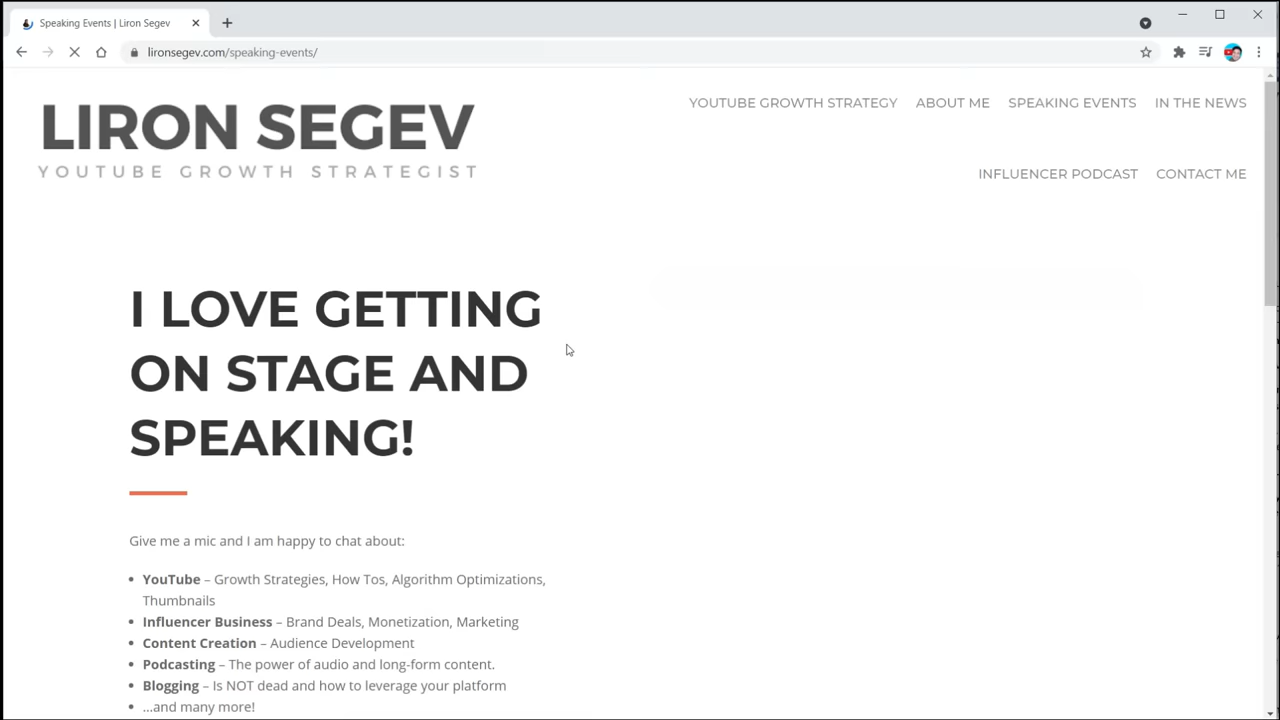 Speaking Events | Liron Segev
lironsegev.com/speaking-events/
LIRON SEGEV
YOUTUBE GROWTH STRATEGIST
YOUTUBE GROWTH STRATEGY ABOUT ME SPEAKING EVENTS IN THE NEWS
INFLUENCER PODCAST CONTACT ME
I LOVE GETTING
ON STAGE AND
SPEAKING!
Give me a mic and I am happy to chat about:
• YouTube – Growth Strategies, How Tos, Algorithm Optimizations,
Thumbnails
• Influencer Business – Brand Deals, Monetization, Marketing
• Content Creation – Audience Development
• Podcasting – The power of audio and long-form content.
• Blogging – Is NOT dead and how to leverage your platform
• …and many more!